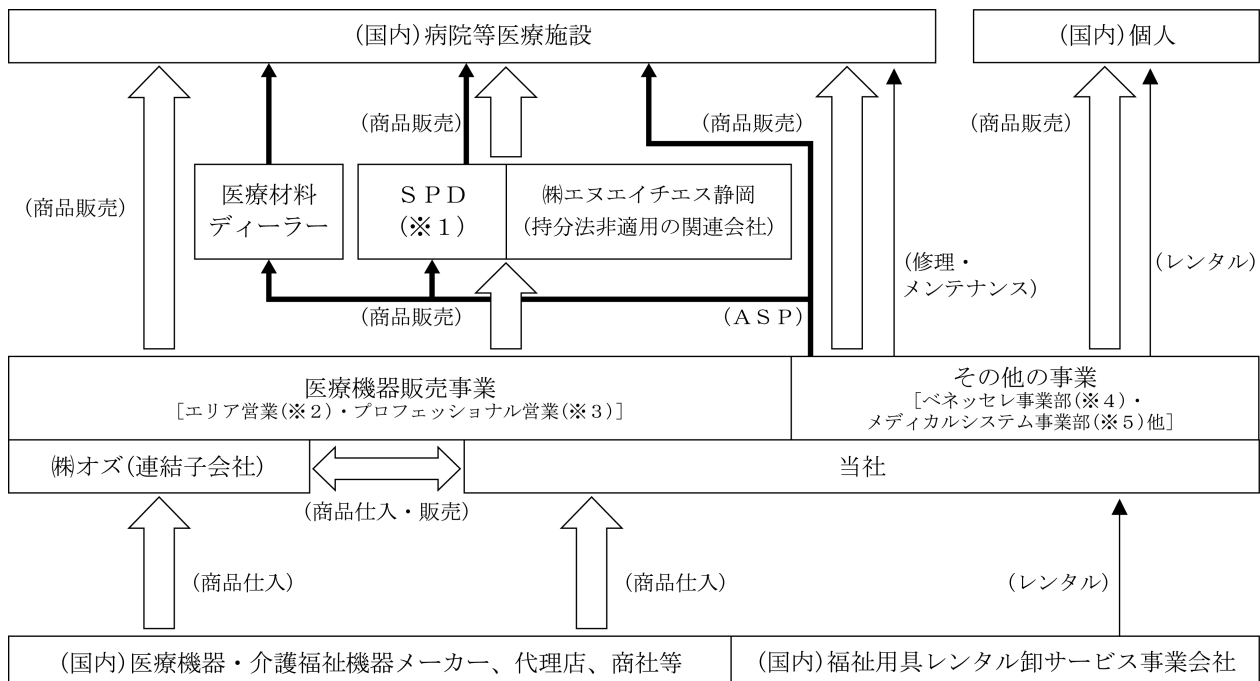 (国内)病院等医療施設
(国内)個人
(商品販売)
(商品販売)
(商品販売)
(商品販売)
医療材料
ディーラー
ＳＰＤ
(※１)
㈱エヌエイチエス静岡
(持分法非適用の関連会社)
(修理・
メンテナンス)
(レンタル)
(商品販売)
(ＡＳＰ)
医療機器販売事業
［エリア営業(※２)・プロフェッショナル営業(※３)］
その他の事業
［ベネッセレ事業部(※４)・
メディカルシステム事業部(※５)他］
㈱オズ(連結子会社)
当社
(商品仕入・販売)
(商品仕入)
(商品仕入)
(レンタル)
(国内)医療機器・介護福祉機器メーカー、代理店、商社等
(国内)福祉用具レンタル卸サービス事業会社